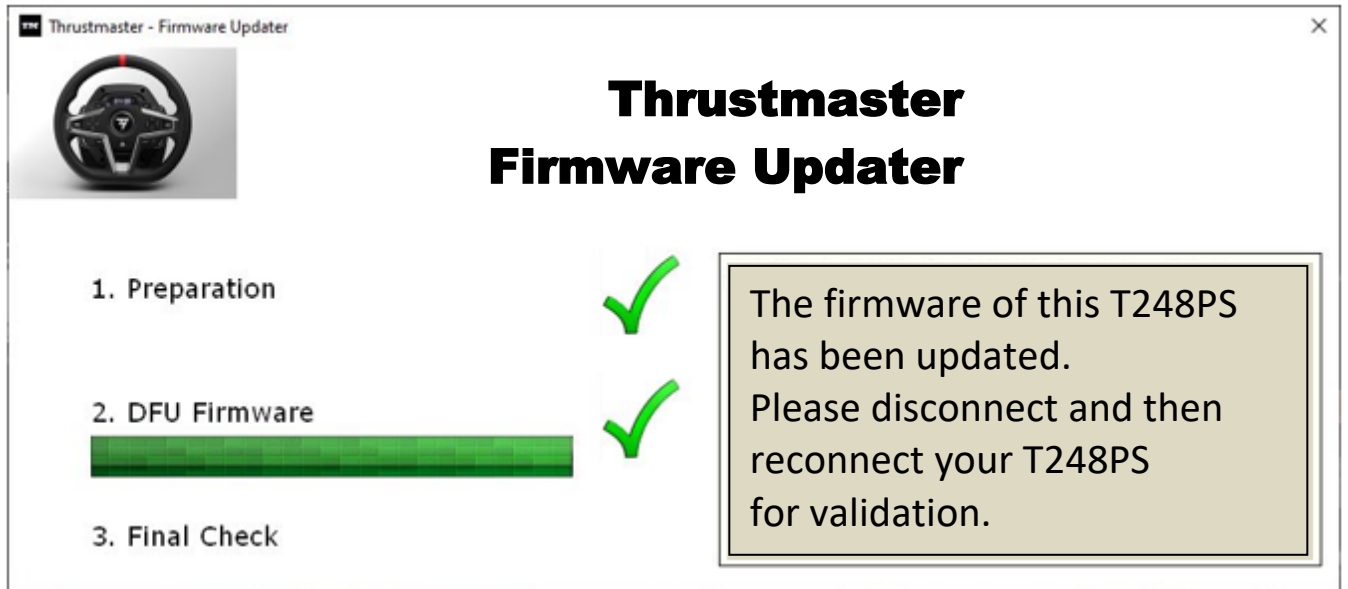 Thrustmaster - Firmware Updater
Thrustmaster
Firmware Updater
1. Preparation
2. DFU Firmware
3. Final Check
The firmware of this T248PS
has been updated.
Please disconnect and then
reconnect your T248PS
for validation.